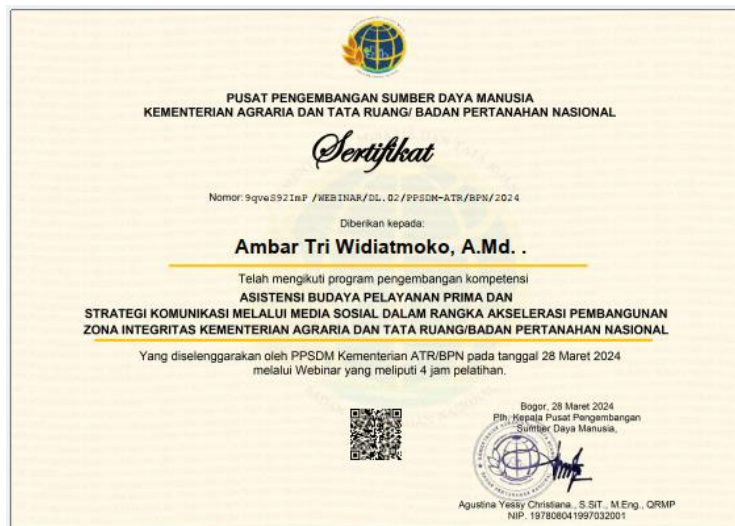 PUSAT PENGEMBANGAN SUMBER DAYA MANUSIA
KEMENTERIAN AGRARIA DAN TATA RUANG/ BADAN PERTANAHAN NASIONAL
Sertifikat
Nomor: 9qveS92ImP /WEBINAR/DL.02/PPSDM-ATR/BPN/2024
Diberikan kepada:
Ambar Tri Widiatmoko, A.Md. .
Telah mengikuti program pengembangan kompetensi
ASISTENSI BUDAYA PELAYANAN PRIMA DAN
STRATEGI KOMUNIKASI MELALUI MEDIA SOSIAL DALAM RANGKA AKSELERASI PEMBANGUNAN
ZONA INTEGRITAS KEMENTERIAN AGRARIA DAN TATA RUANG/BADAN PERTANAHAN NASIONAL
Yang diselenggarakan oleh PPSDM Kementerian ATR/BPN pada tanggal 28 Maret 2024
melalui Webinar yang meliputi 4 jam pelatihan.
Bogor, 28 Maret 2024
Plh. Kepala Pusat Pengembangan
Sumber Daya Manusia,
Agustina Yessy Christiana., S.SiT., M.Eng., QRMP
NIP. 197808041997032001